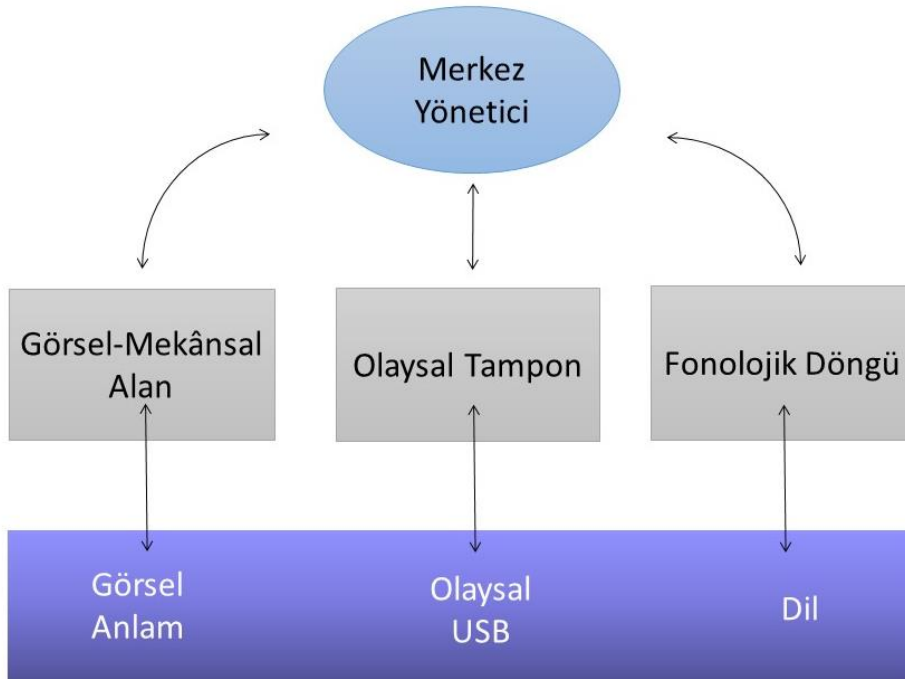 Merkez
Yönetici
Görsel-Mekânsal
Alan
Olaysal Tampon
Fonolojik Döngü
Görsel
Anlam
Olaysal
USB
Dil